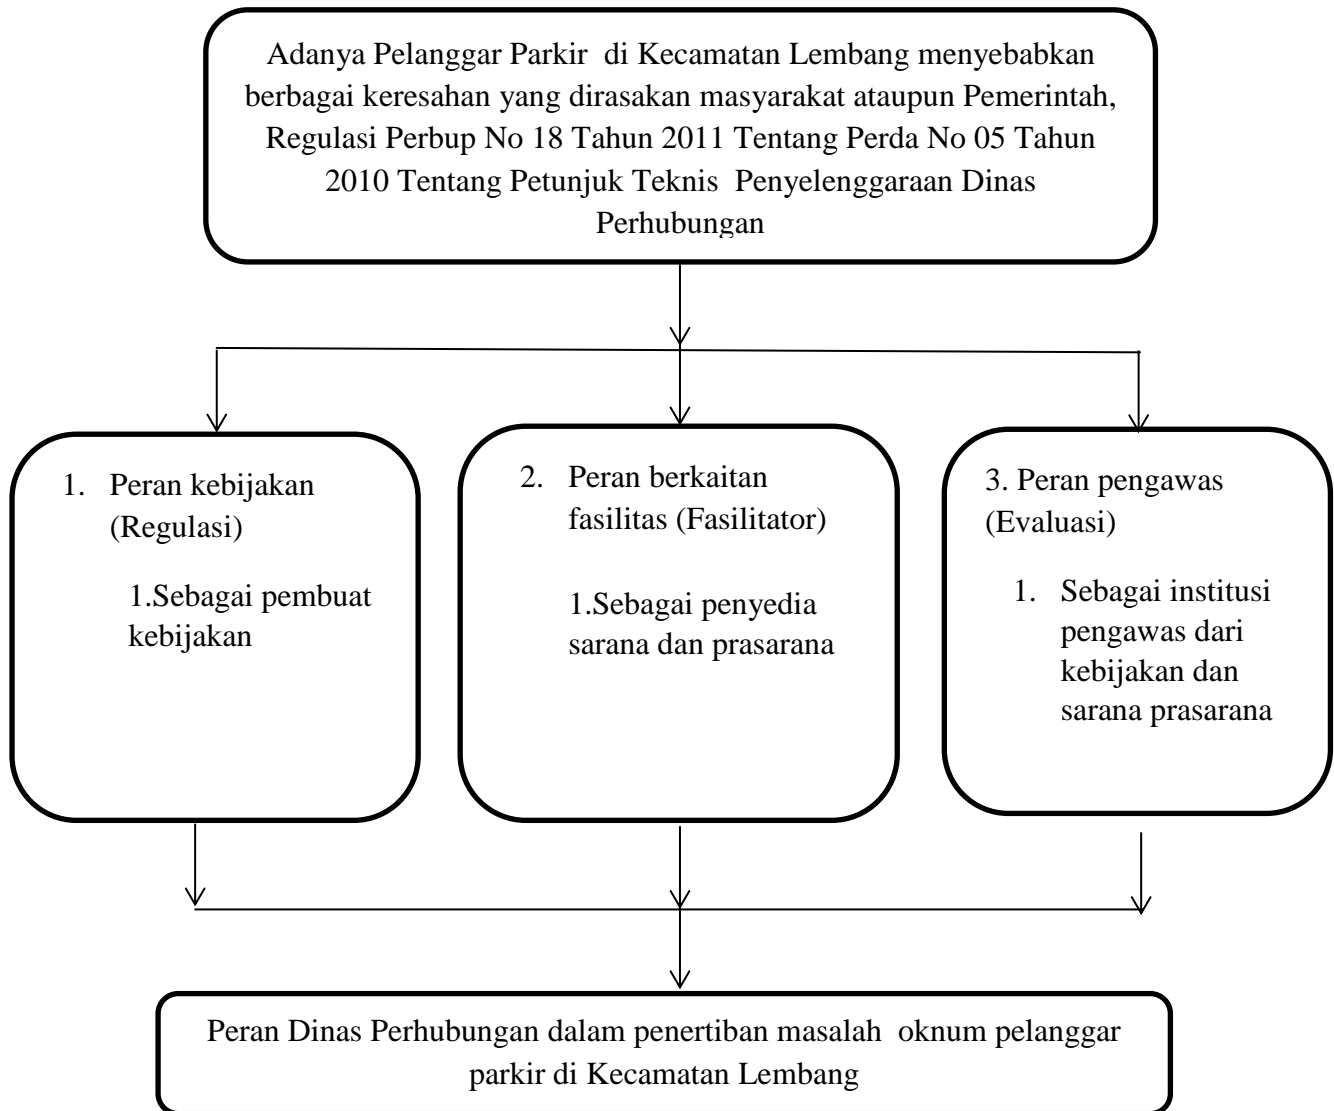 Adanya Pelanggar Parkir di Kecamatan Lembang menyebabkan
berbagai keresahan yang dirasakan masyarakat ataupun Pemerintah,
Regulasi Perbup No 18 Tahun 2011 Tentang Perda No 05 Tahun
2010 Tentang Petunjuk Teknis Penyelenggaraan Dinas
Perhubungan
1. Peran kebijakan
(Regulasi)
1.Sebagai pembuat
kebijakan
2. Peran berkaitan
fasilitas (Fasilitator)
1.Sebagai penyedia
sarana dan prasarana
3. Peran pengawas
(Evaluasi)
1. Sebagai institusi
pengawas dari
kebijakan dan
sarana prasarana
Peran Dinas Perhubungan dalam penertiban masalah oknum pelanggar
parkir di Kecamatan Lembang